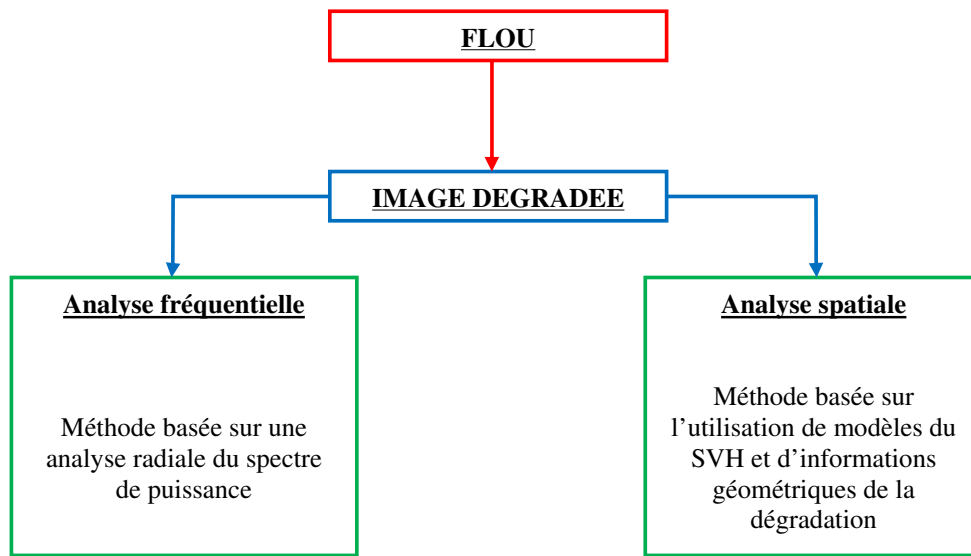 FLOU
IMAGE DEGRADEE
Analyse fréquentielle
Méthode basée sur une
analyse radiale du spectre
de puissance
Analyse spatiale
Méthode basée sur
l’utilisation de modèles du
SVH et d’informations
géométriques de la
dégradation